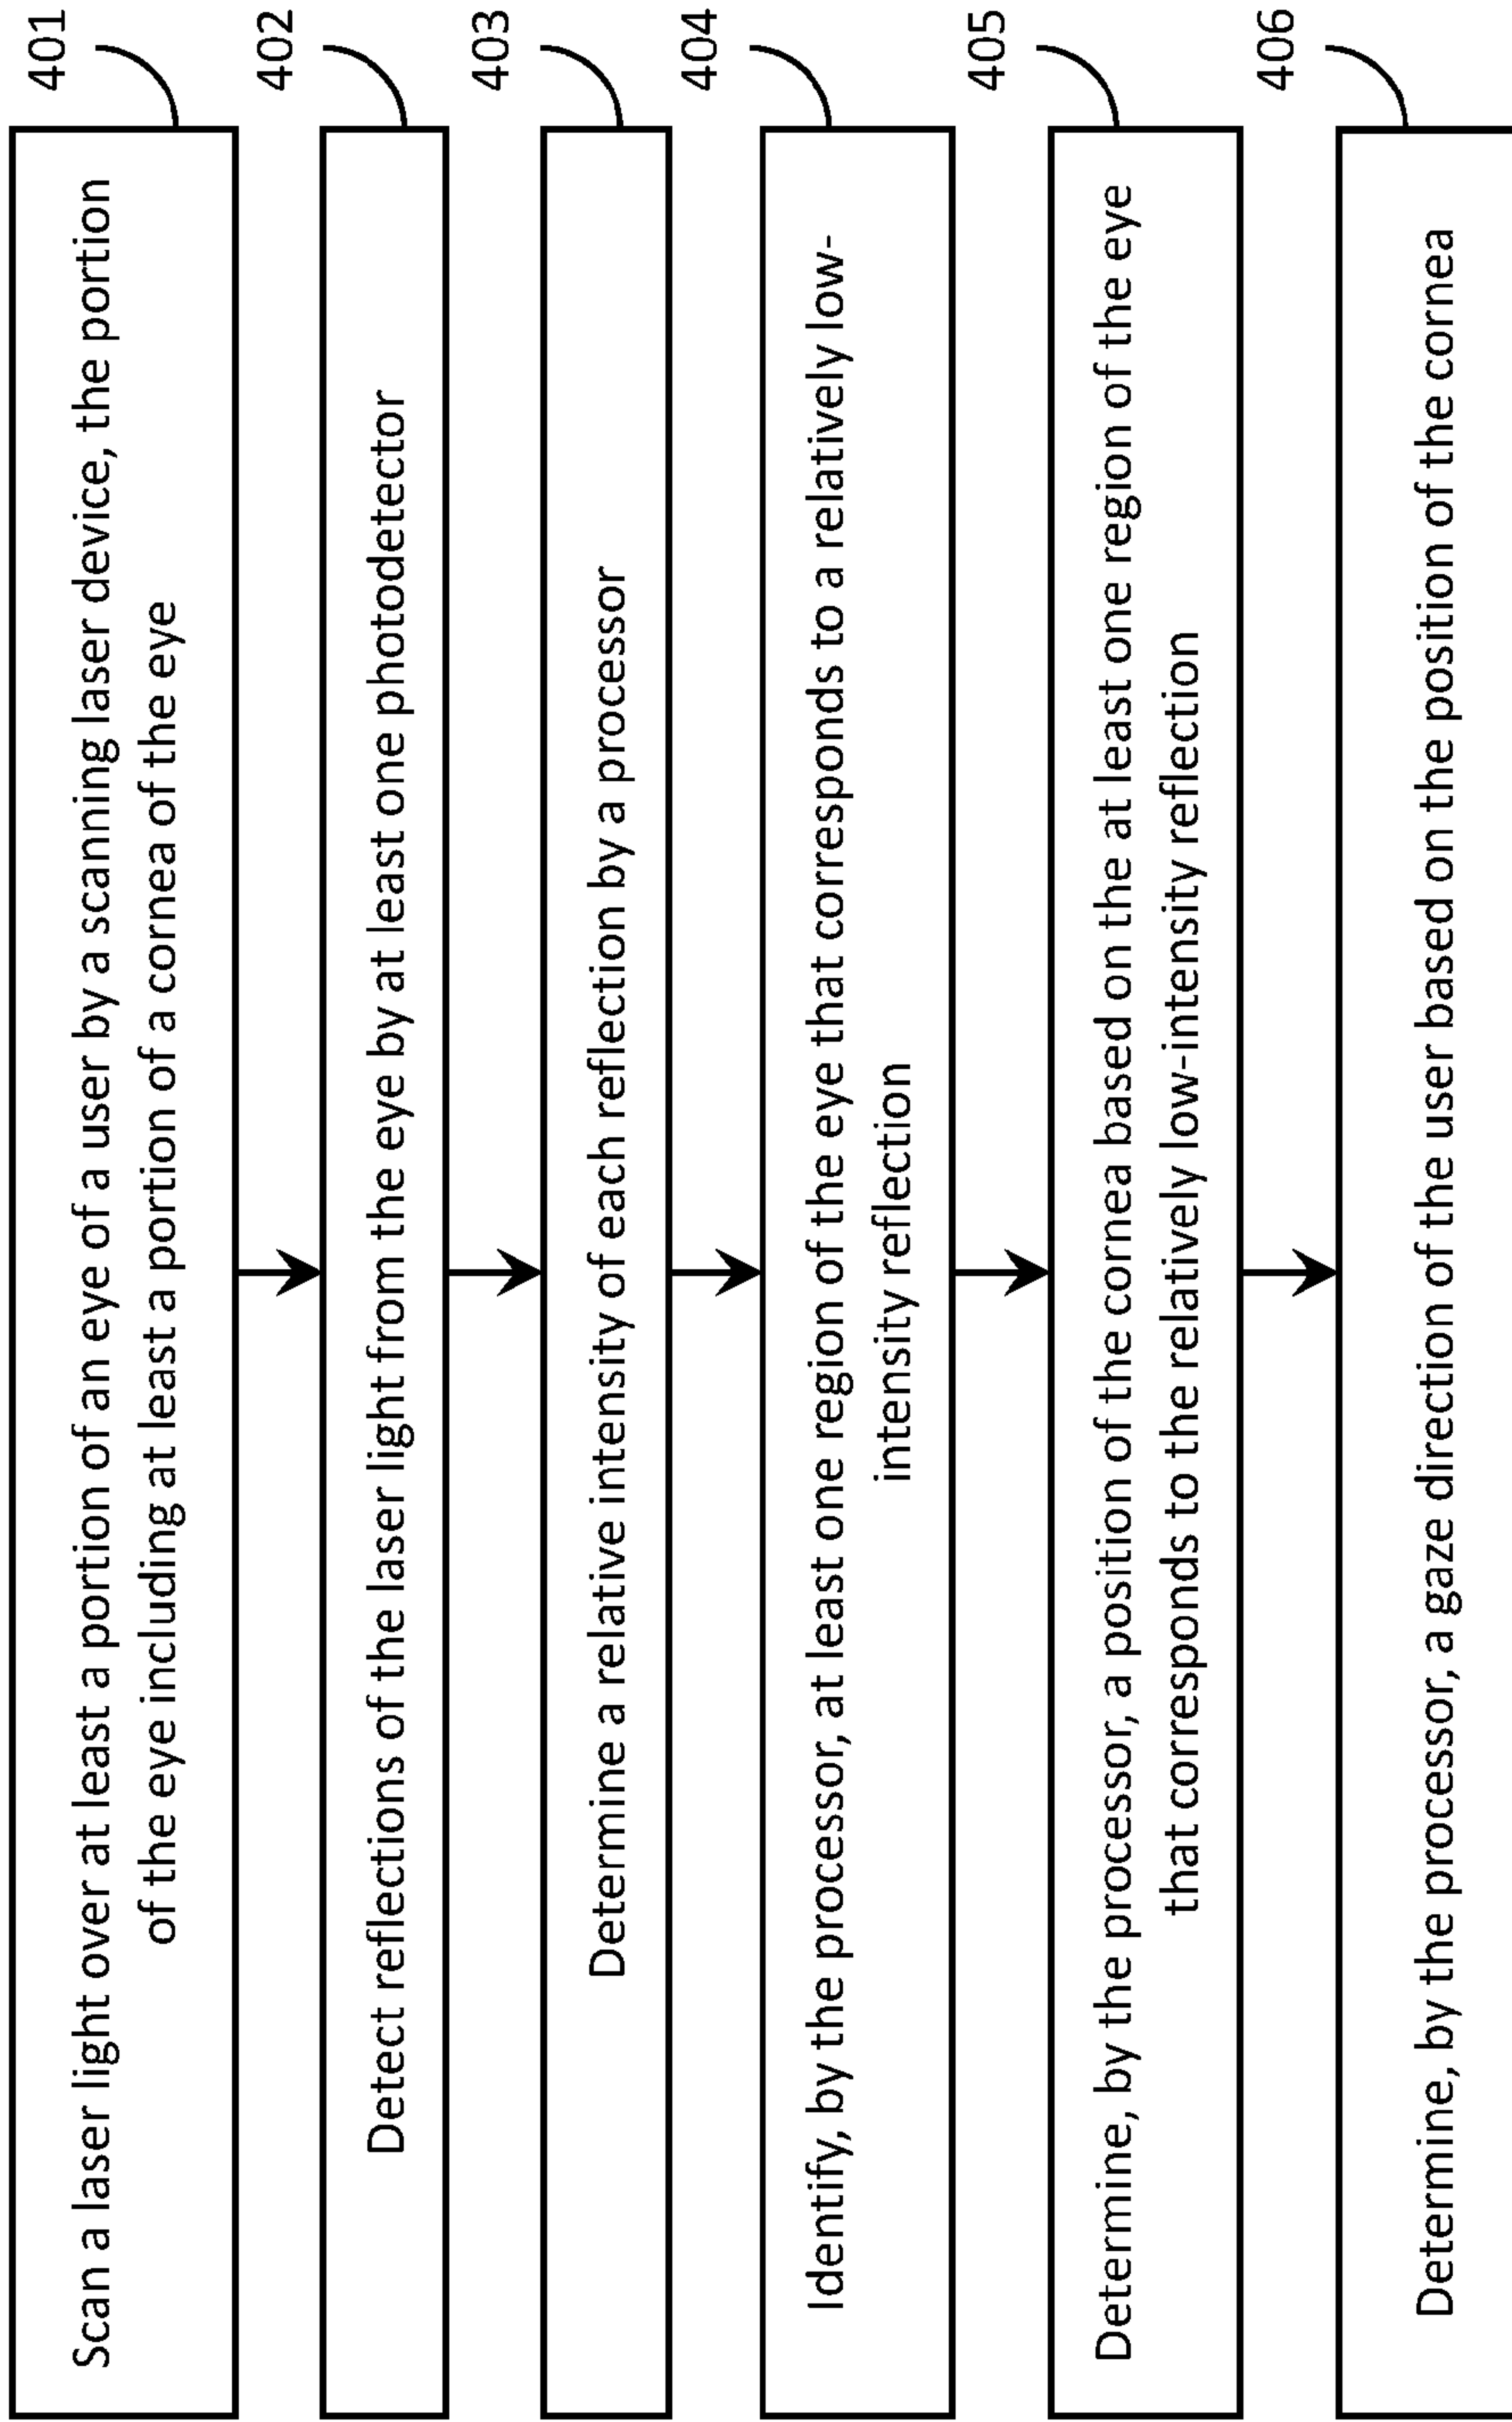 401
Scan a laser light over at least a portion of an eye of a user by a scanning laser device, the portion
of the eye including at least a portion of a cornea of the eye
402
Detect reflections of the laser light from the eye by at least one photodetector
403
Determine a relative intensity of each reflection by a processor
404
Identify, by the processor, at least one region of the eye that corresponds to a relatively low-
intensity reflection
405
Determine, by the processor, a position of the cornea based on the at least one region of the eye
that corresponds to the relatively low-intensity reflection
406
Determine, by the processor, a gaze direction of the user based on the position of the cornea